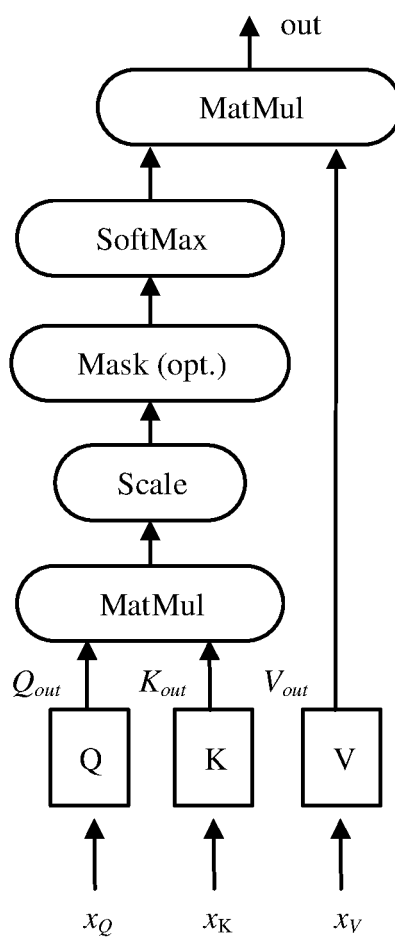 out
MatMul
SoftMax
Mask (opt.)
Scale
MatMul
Q_out K_out V_out
Q K V
x_Q x_K x_V